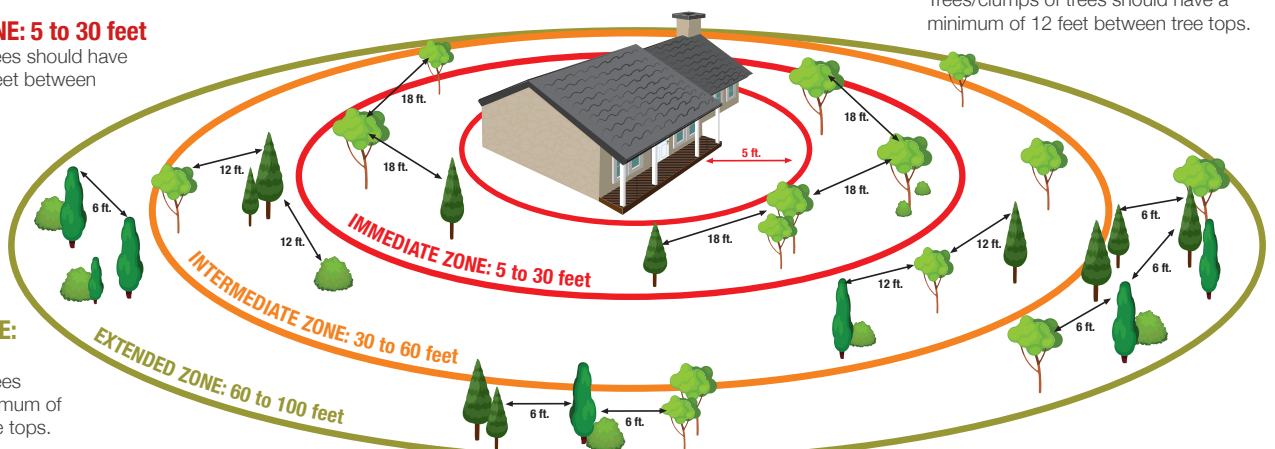 Trees/clumps of trees should have a
minimum of 12 feet between tree tops.
NE: 5 to 30 feet
ees should have
eet between
18 ft.
18 ft.
18 ft.
18 ft.
18 ft.
5 ft.
12 ft.
12 ft.
12 ft.
12 ft.
6 ft.
6 ft.
6 ft.
6 ft.
6 ft.
6 ft.
IMMEDIATE ZONE: 5 to 30 feet
INTERMEDIATE ZONE: 30 to 60 feet
EXTENDED ZONE: 60 to 100 feet
E:
ees
mum of
e tops.